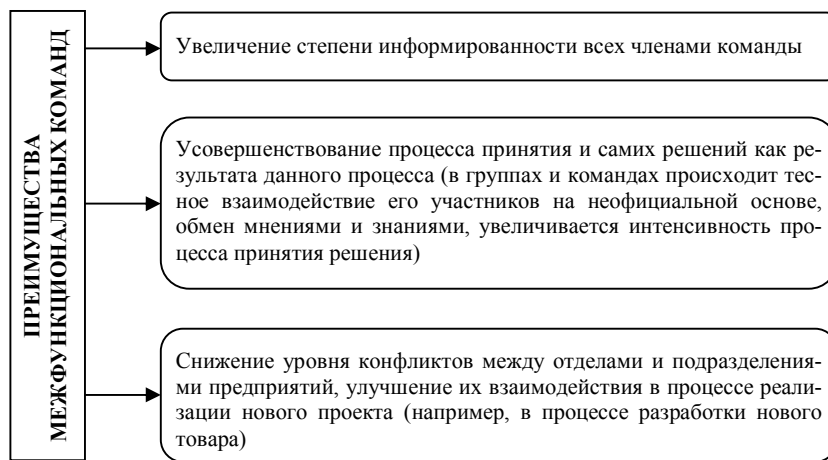 ПРЕИМУЩЕСТВА
МЕЖФУНКЦИОНАЛЬНЫХ КОМАНД
Увеличение степени информированности всех членами команды
Усовершенствование процесса принятия и самих решений как ре-
зультата данного процесса (в группах и командах происходит тес-
ное взаимодействие его участников на неофициальной основе,
обмен мнениями и знаниями, увеличивается интенсивность про-
цесса принятия решения)
Снижение уровня конфликтов между отделами и подразделени-
ями предприятий, улучшение их взаимодействия в процессе реали-
зации нового проекта (например, в процессе разработки нового
товара)